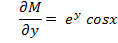 ∂M/∂y = e^y cosx